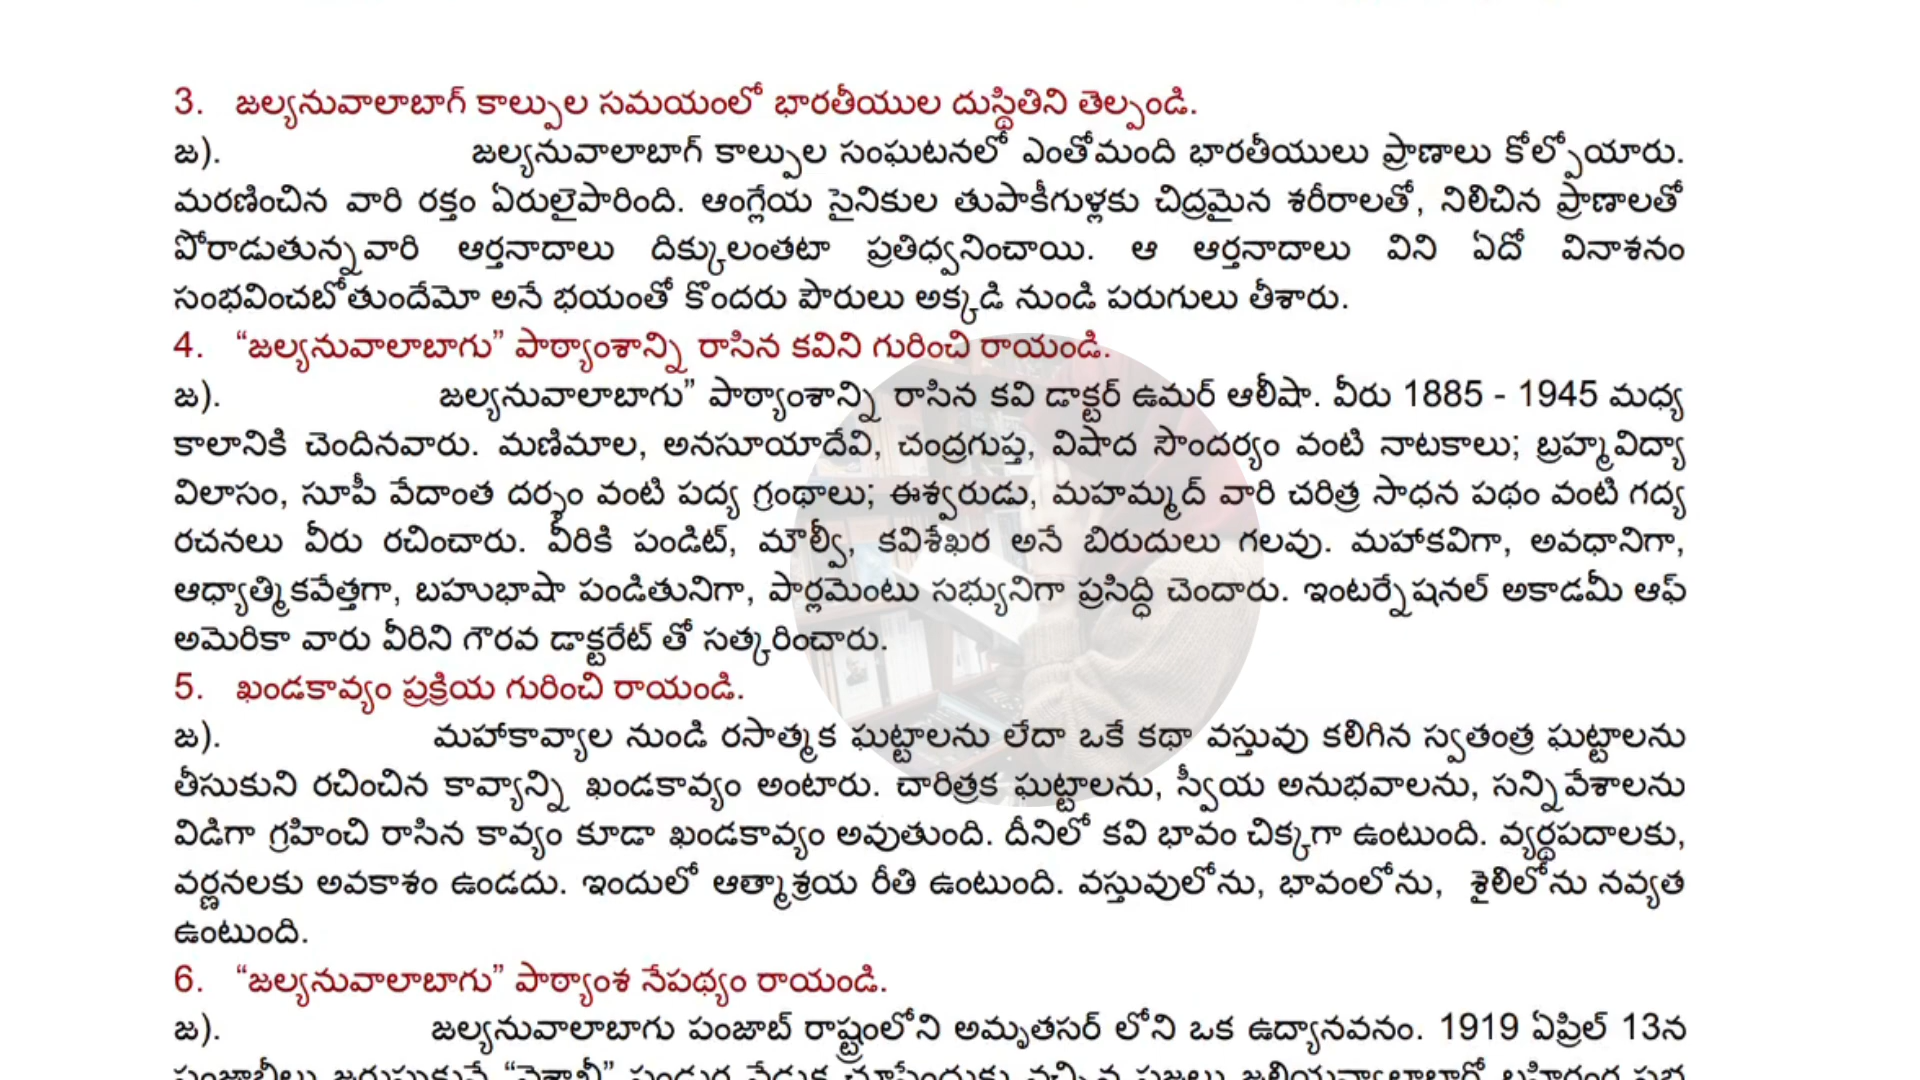 3. జల్యనువాలాబాగ్ కాల్పుల సమయంలో భారతీయుల దుస్థితిని తెల్పండి.
జ). జల్యనువాలాబాగ్ కాల్పుల సంఘటనలో ఎంతోమంది భారతీయులు ప్రాణాలు కోల్పోయారు.
మరణించిన వారి రక్తం ఏరులైపారింది. ఆంగ్లేయ సైనికుల తుపాకీగుళ్లకు చిద్రమైన శరీరాలతో, నిలిచిన ప్రాణాలతో
పోరాడుతున్నవారి ఆర్తనాదాలు దిక్కులంతటా ప్రతిధ్వనించాయి. ఆ ఆర్తనాదాలు విని ఏదో వినాశనం
సంభవించబోతుందేమో అనే భయంతో కొందరు పౌరులు అక్కడి నుండి పరుగులు తీశారు.
4. “జల్యనువాలాబాగు” పాఠ్యాంశాన్ని రాసిన కవిని గురించి రాయండి.
జ). జల్యనువాలాబాగు” పాఠ్యాంశాన్ని రాసిన కవి డాక్టర్ ఉమర్ ఆలీషా. వీరు 1885 - 1945 మధ్య
కాలానికి చెందినవారు. మణిమాల, అనసూయాదేవి, చంద్రగుప్త, విషాద సౌందర్యం వంటి నాటకాలు; బ్రహ్మవిద్యా
విలాసం, సూపీ వేదాంత దర్శం వంటి పద్య గ్రంథాలు; ఈశ్వరుడు, మహమ్మద్ వారి చరిత్ర సాధన పథం వంటి గద్య
రచనలు వీరు రచించారు. వీరికి పండిట్, మౌల్వీ, కవిశేఖర అనే బిరుదులు గలవు. మహాకవిగా, అవధానిగా,
ఆధ్యాత్మికవేత్తగా, బహుభాషా పండితునిగా, పార్లమెంటు సభ్యునిగా ప్రసిద్ధి చెందారు. ఇంటర్నేషనల్ అకాడమీ ఆఫ్
అమెరికా వారు వీరిని గౌరవ డాక్టరేట్ తో సత్కరించారు.
5. ఖండకావ్యం ప్రక్రియ గురించి రాయండి.
జ). మహాకావ్యాల నుండి రసాత్మక ఘట్టాలను లేదా ఒకే కథా వస్తువు కలిగిన స్వతంత్ర ఘట్టాలను
తీసుకుని రచించిన కావ్యాన్ని ఖండకావ్యం అంటారు. చారిత్రక ఘట్టాలను, స్వీయ అనుభవాలను, సన్నివేశాలను
విడిగా గ్రహించి రాసిన కావ్యం కూడా ఖండకావ్యం అవుతుంది. దీనిలో కవి భావం చిక్కగా ఉంటుంది. వ్యర్థపదాలకు,
వర్ణనలకు అవకాశం ఉండదు. ఇందులో ఆత్మాశ్రయ రీతి ఉంటుంది. వస్తువులోను, భావంలోను, శైలిలోను నవ్యత
ఉంటుంది.
6. “జల్యనువాలాబాగు” పాఠ్యాంశ నేపథ్యం రాయండి.
జ). జల్యనువాలాబాగు పంజాబ్ రాష్ట్రంలోని అమృతసర్ లోని ఒక ఉద్యానవనం. 1919 ఏప్రిల్ 13న